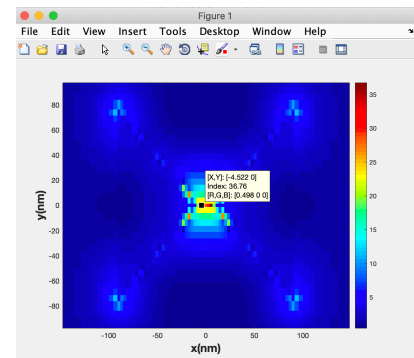 Figure 1
File Edit View Insert Tools Desktop Window Help
80
60
40
20
0
-20
-40
-60
-80
y(nm)
-100 -50 0 50 100
x(nm)
[X,Y]: [-4.522 0]
Index: 36.76
[R,G,B]: [0.498 0 0]
35
30
25
20
15
10
5